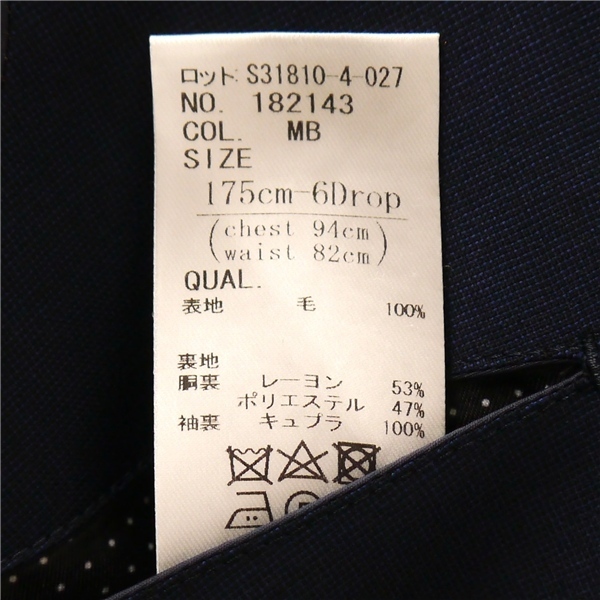 ロット: S31810-4-027
NO. 182143
COL. MB
SIZE
175cm-6Drop
(chest 94cm
waist 82cm)
QUAL.
表地 毛 100%
裏地
胴裏 レーヨン 53%
ポリエステル 47%
袖裏 キュプラ 100%